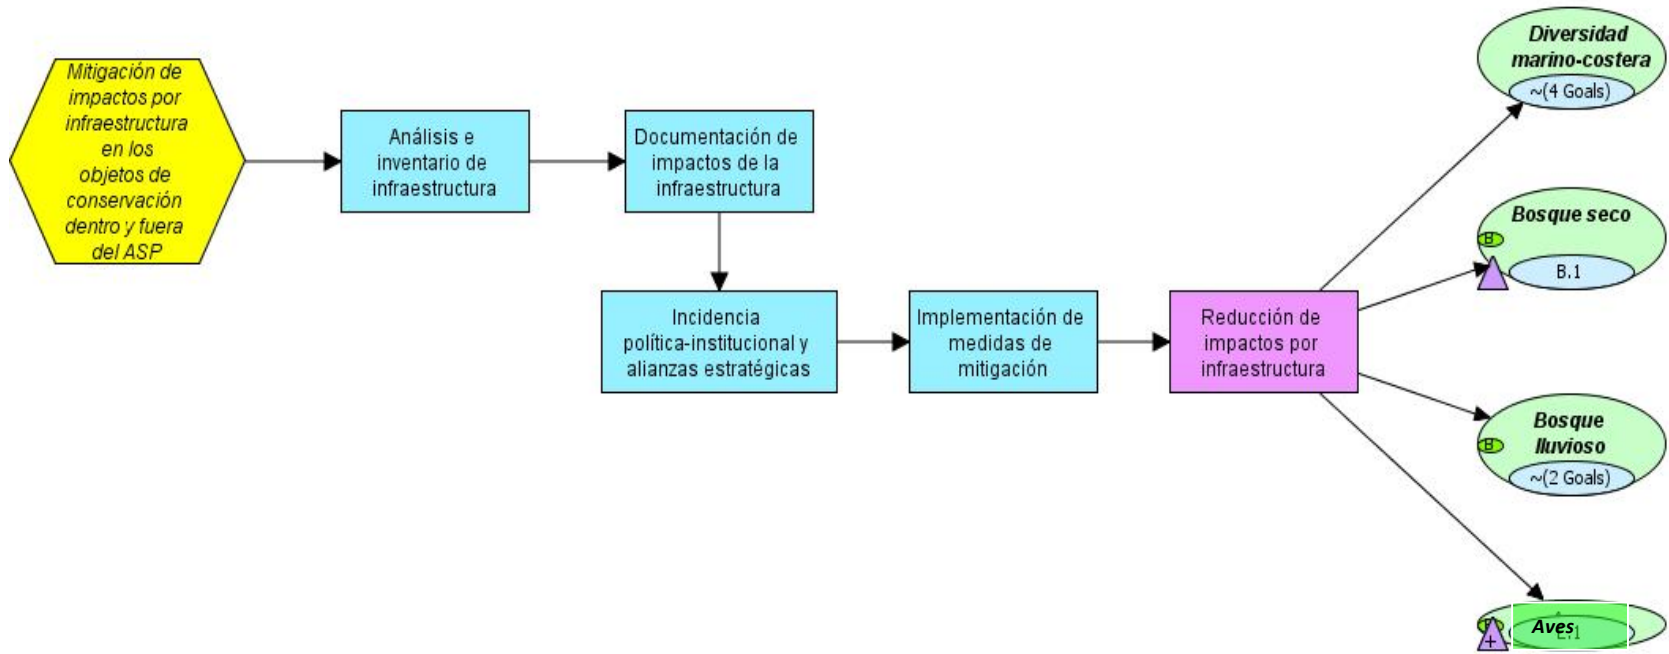 Mitigación de
impactos por
infraestructura
en los
objetos de
conservación
dentro y fuera
del ASP
Análisis e
inventario de
infraestructura
Documentación de
impactos de la
infraestructura
Incidencia
política-institucional y
alianzas estratégicas
Implementación de
medidas de
mitigación
Reducción de
impactos por
infraestructura
Diversidad
marino-costera
~(4 Goals)
Bosque seco
B
B.1
Bosque
lluvioso
B
~(2 Goals)
Aves
+